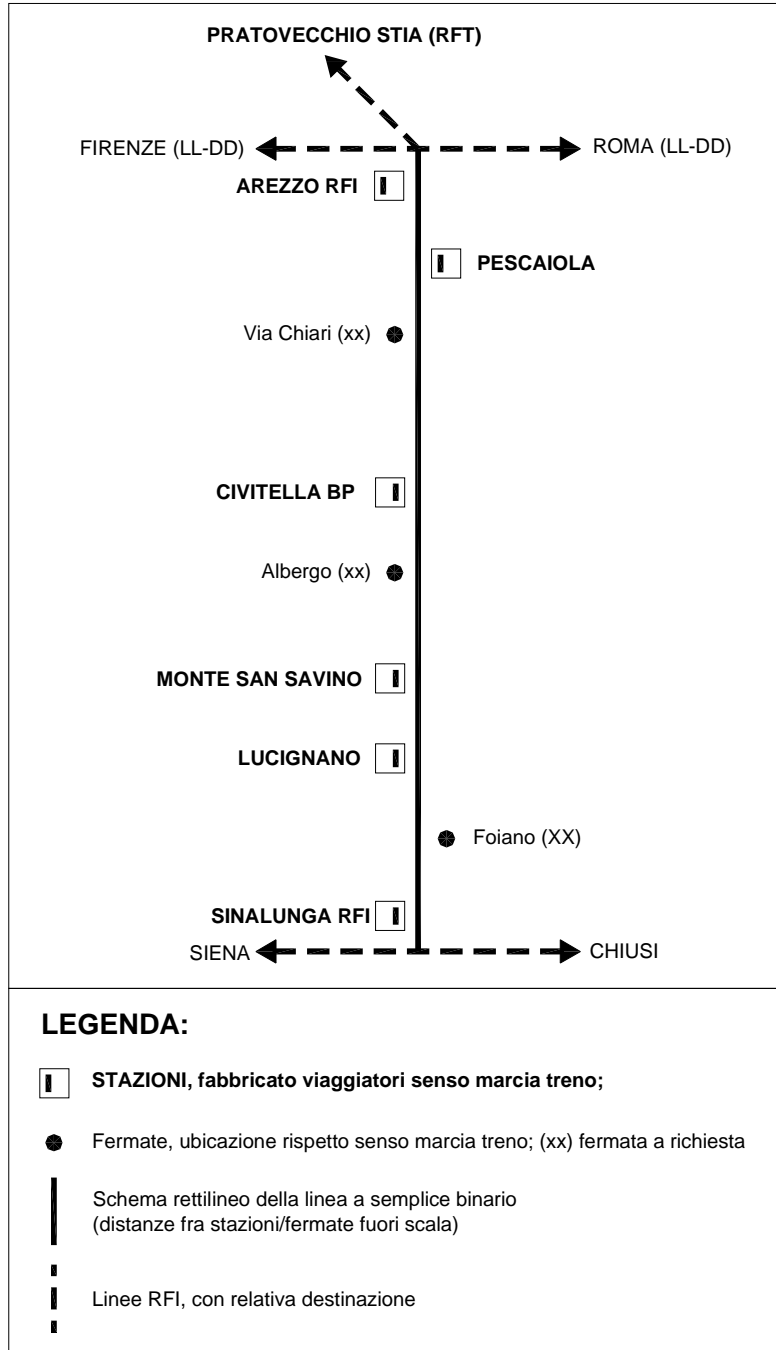 PRATOVECCHIO STIA (RFT)
FIRENZE (LL-DD)
ROMA (LL-DD)
AREZZO RFI
PESCAIOLA
Via Chiari (xx)
CIVITELLA BP
Albergo (xx)
MONTE SAN SAVINO
LUCIGNANO
Foiano (XX)
SINALUNGA RFI
SIENA
CHIUSI
LEGENDA:
STAZIONI, fabbricato viaggiatori senso marcia treno;
Fermate, ubicazione rispetto senso marcia treno; (xx) fermata a richiesta
Schema rettilineo della linea a semplice binario
(distanze fra stazioni/fermate fuori scala)
Linee RFI, con relativa destinazione